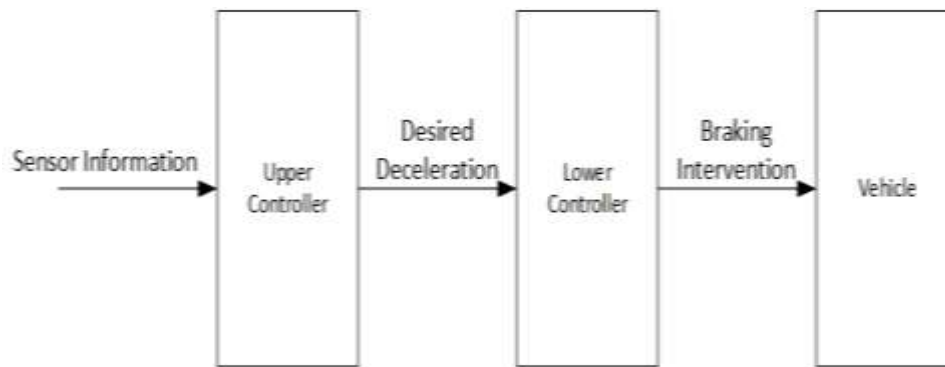 Sensor Information
Upper
Controller
Desired
Deceleration
Lower
Controller
Braking
Intervention
Vehicle